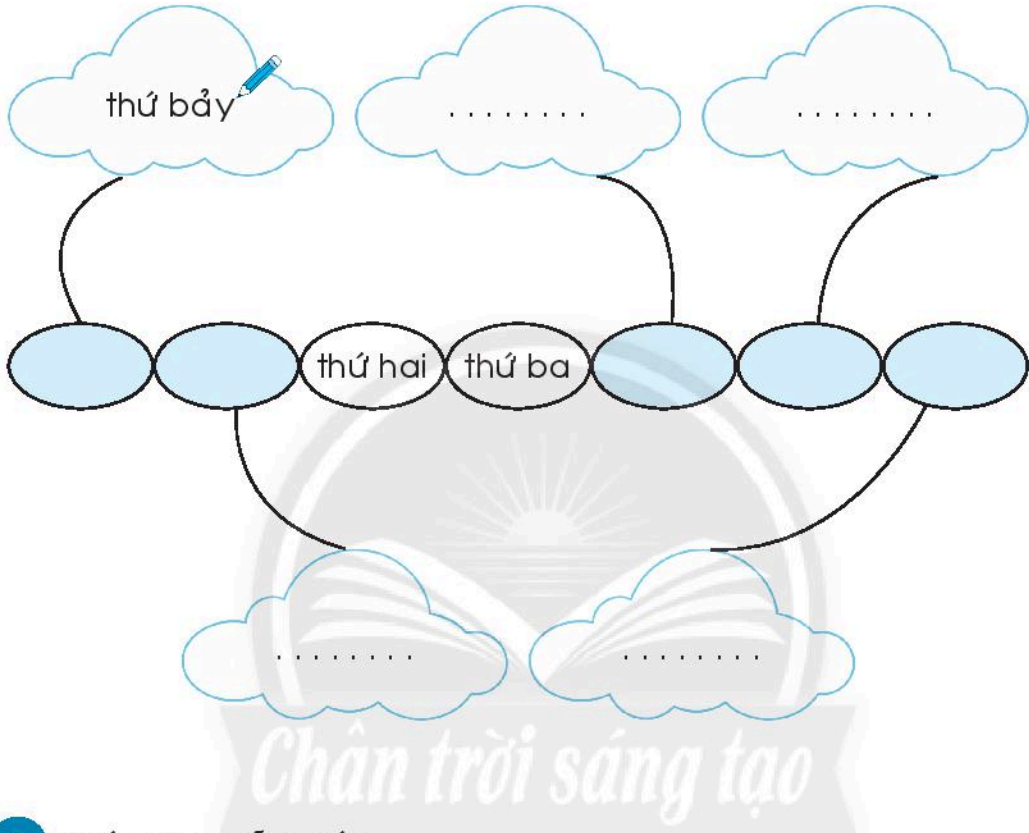 thứ bảy
........
........
thứ hai
thứ ba
........
........
Chân trời sáng tạo